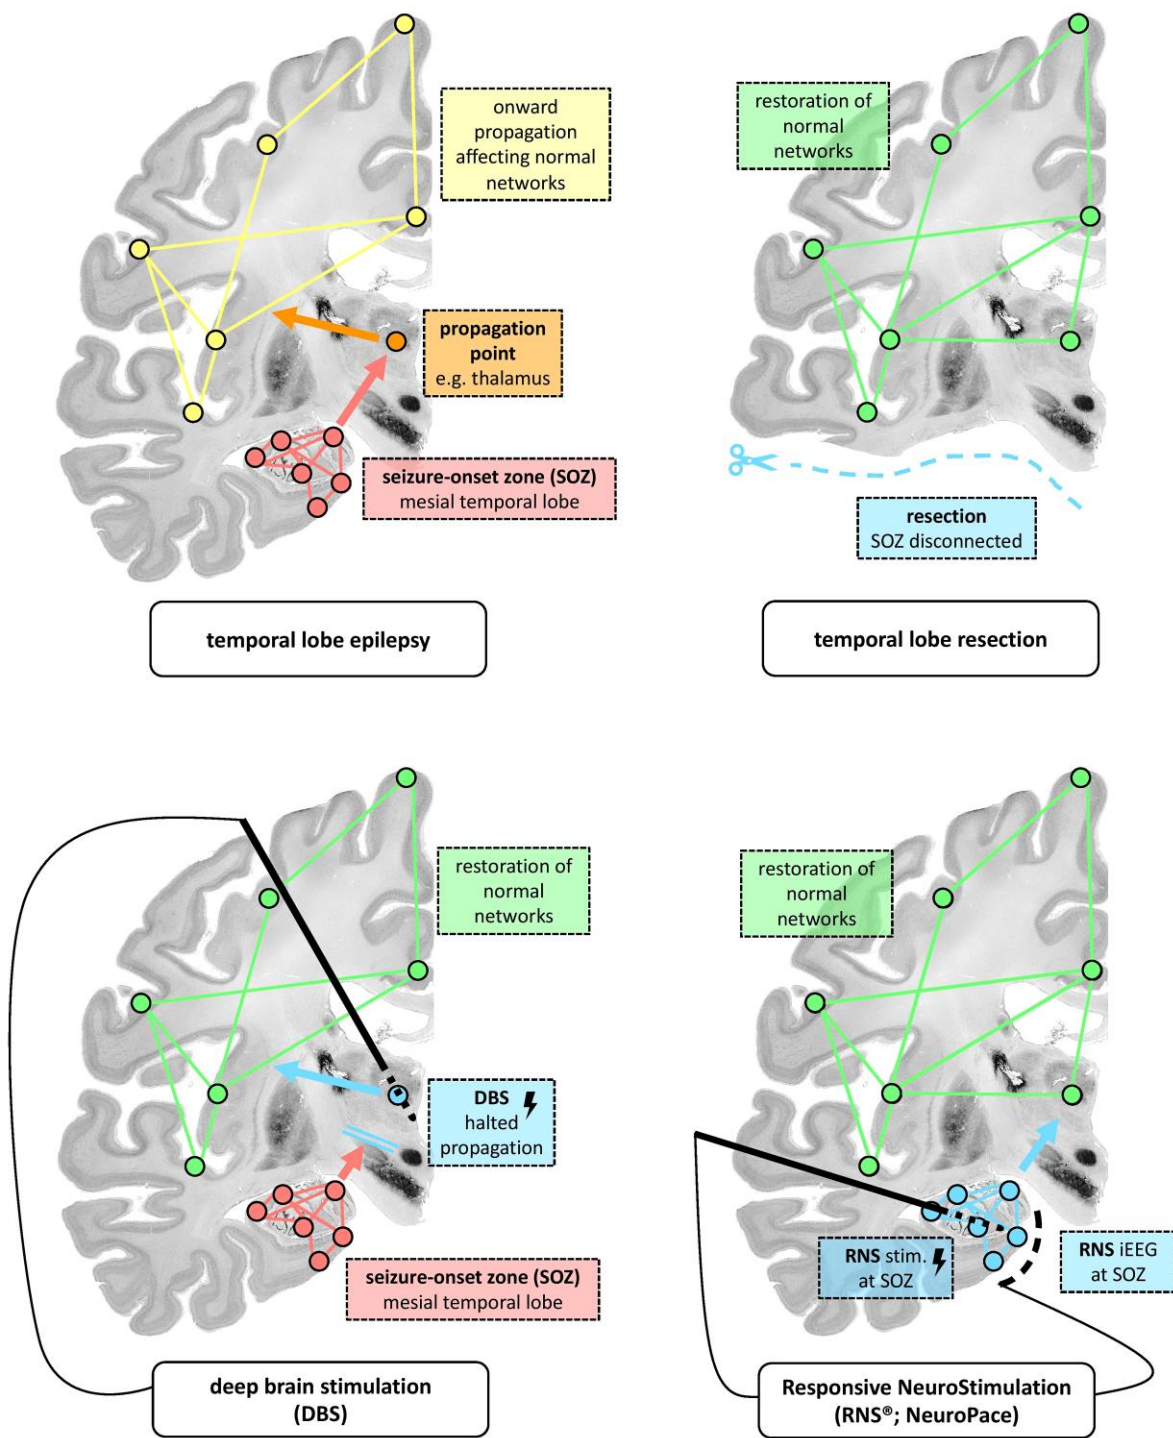 onward
propagation
affecting normal
networks
propagation
point
e.g. thalamus
seizure-onset zone (SOZ)
mesial temporal lobe
temporal lobe epilepsy
restoration of
normal
networks
resection
SOZ disconnected
temporal lobe resection
restoration of
normal
networks
DBS
halted
propagation
seizure-onset zone (SOZ)
mesial temporal lobe
deep brain stimulation
(DBS)
restoration of
normal
networks
RNS stim.
at SOZ
RNS iEEG
at SOZ
Responsive NeuroStimulation
(RNS®; NeuroPace)